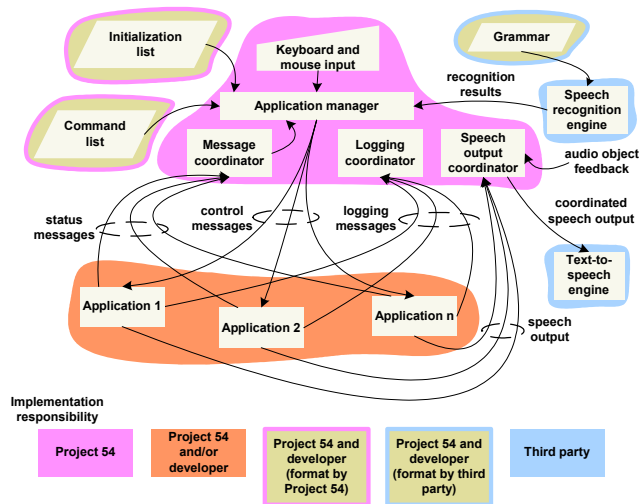 Initialization
list
Keyboard and
mouse input
Grammar
recognition
results
Speech
recognition
engine
Application manager
Command
list
Message
coordinator
Logging
coordinator
Speech
output
coordinator
audio object
feedback
status
messages
control
messages
logging
messages
coordinated
speech output
Text-to-
speech
engine
Application 1
Application 2
Application n
speech
output
Implementation
responsibility
Project 54
Project 54
and/or
developer
Project 54 and
developer
(format by
Project 54)
Project 54 and
developer
(format by third
party)
Third party